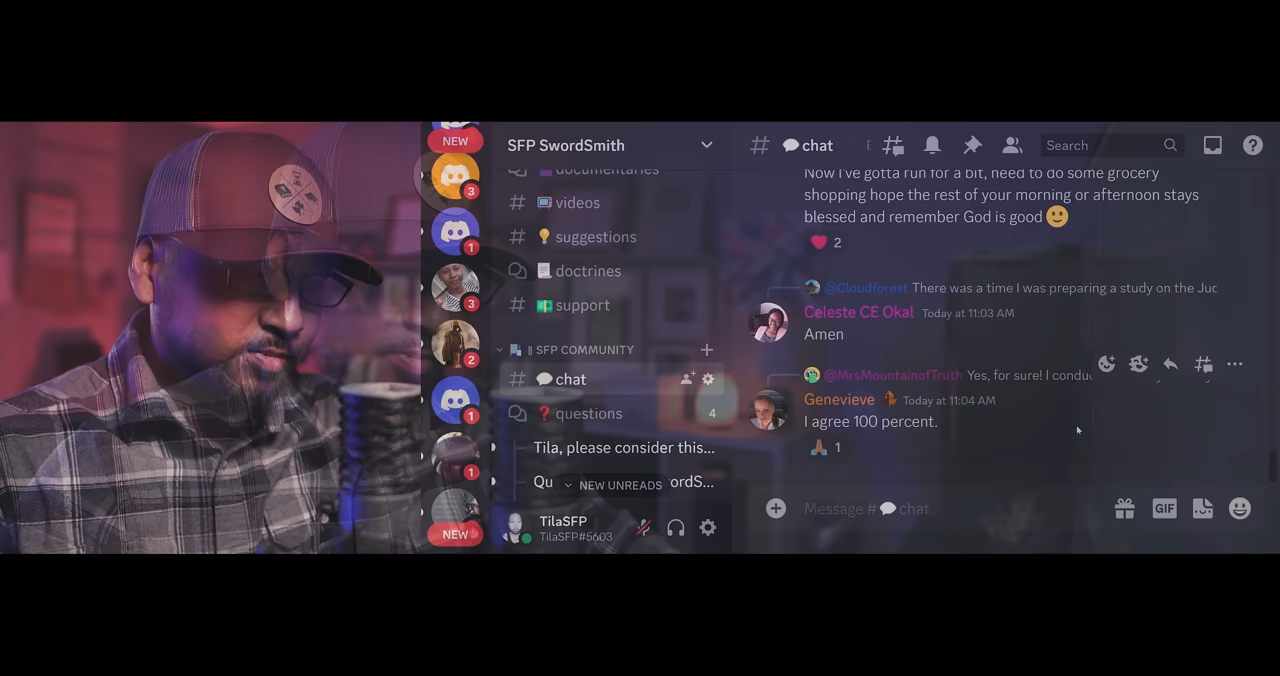 NEW
3
1
3
2
1
1
NEW
SFP SwordSmith
documentaries
# videos
# suggestions
doctrines
# support
SFP COMMUNITY
# chat
questions 4
Tila, please consider this...
Qu
NEW UNREADS
ordS...
TilaSFP
TilaSFP#5603
# chat
Search
Now I've gotta run for a bit, need to do some grocery
shopping hope the rest of your morning or afternoon stays
blessed and remember God is good
2
@Cloudforest There was a time I was preparing a study on the Juc
Celeste CE Okal Today at 11:03 AM
Amen
@MrsMountainofTruth Yes, for sure! I conduc
Genevieve Today at 11:04 AM
I agree 100 percent.
1
Message # chat
GIF